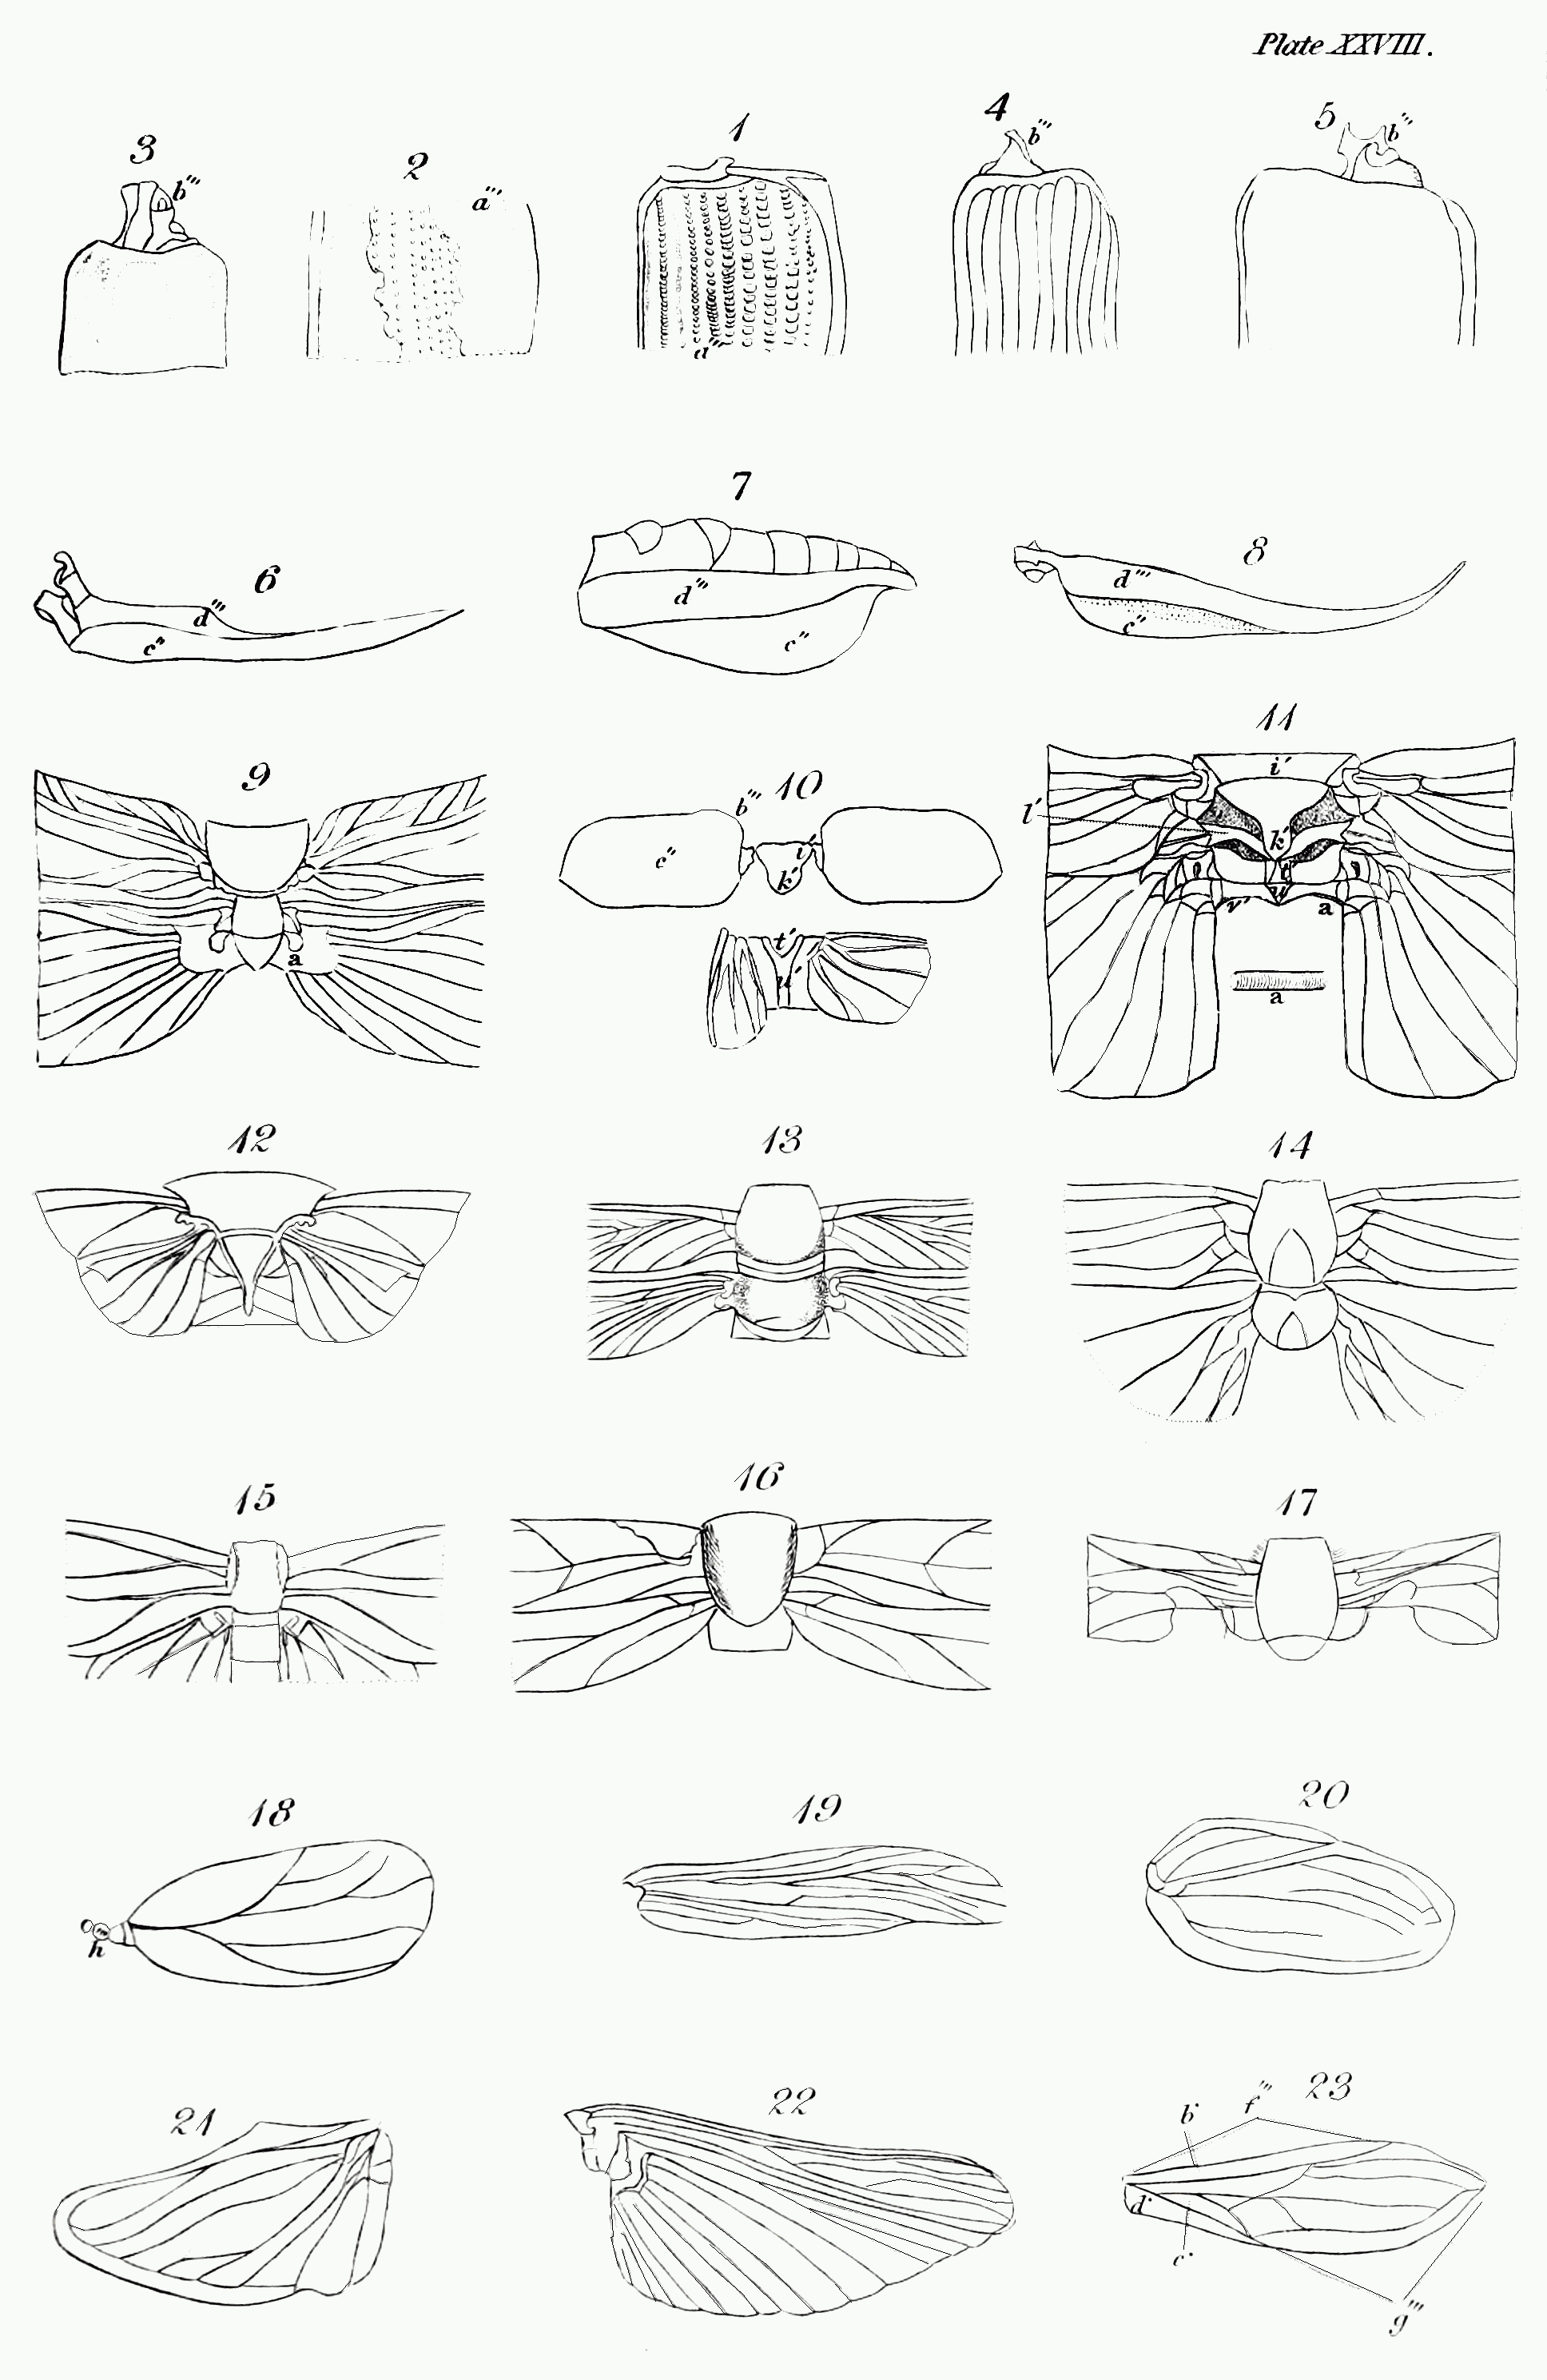 Plate XXVIII.
3 2 1 4 5
b''' a''' a''' b''' b'''
6 7 8
d''' c'' d''' c'' d''' c''
9 10 11
a
b''' c'' i' k'
t' u'
i' l' k' t' u' v' a
a
12 13 14
15 16 17
18 19 20
h
21 22 23
b· f''' d· c· g'''